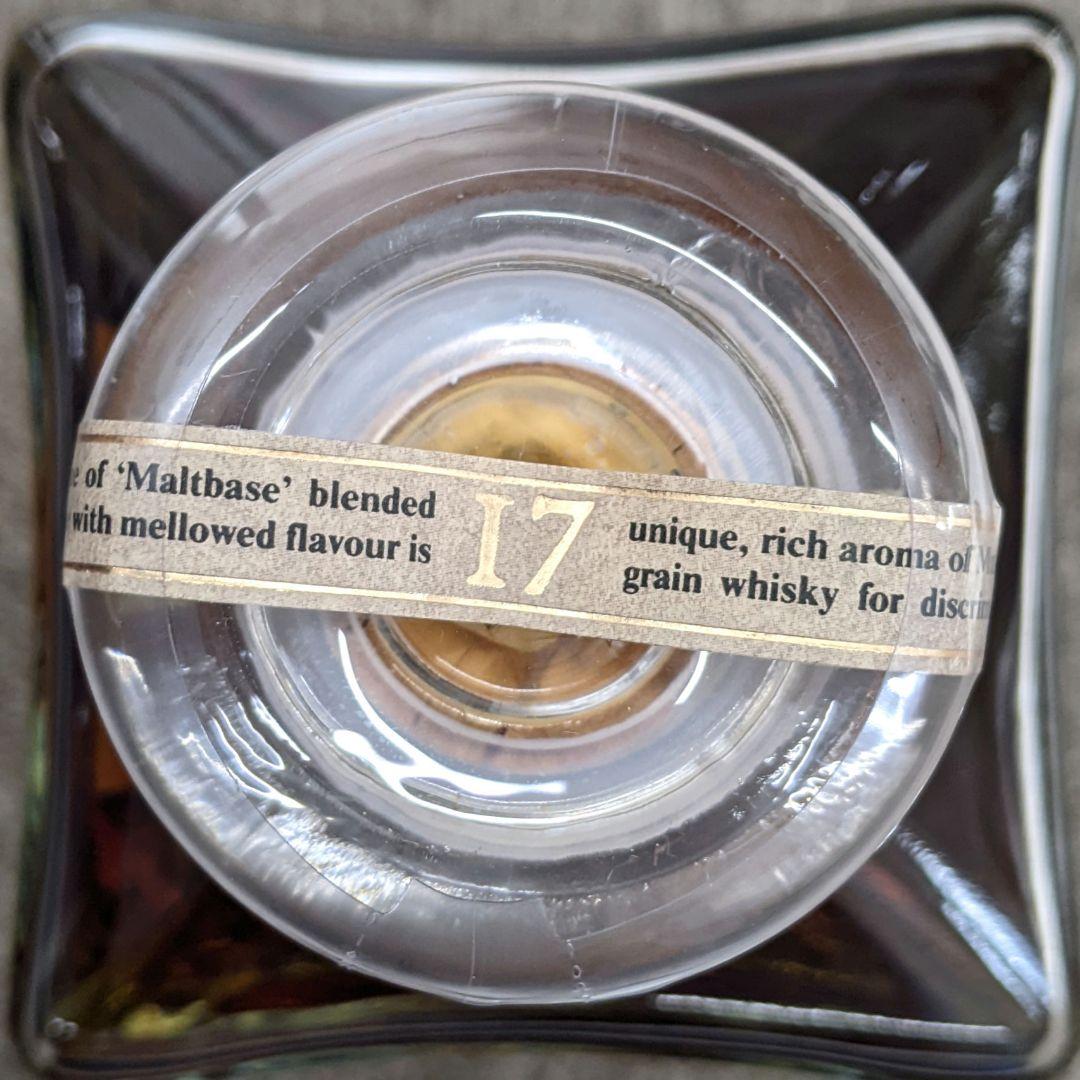 of ‘Maltbase’ blended
with mellowed flavour is
17
unique, rich aroma of
grain whisky for